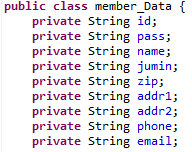 public class member_Data {
private String id;
private String pass;
private String name;
private String jumin;
private String zip;
private String addr1;
private String addr2;
private String phone;
private String email;